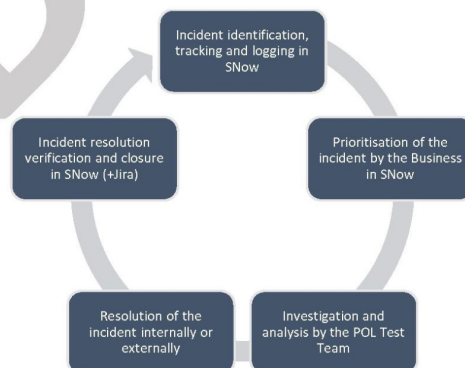 Incident identification,
tracking and logging in
SNow
Prioritisation of the
incident by the Business
in SNow
Investigation and
analysis by the POL Test
Team
Resolution of the
incident internally or
externally
Incident resolution
verification and closure
in SNow (+Jira)